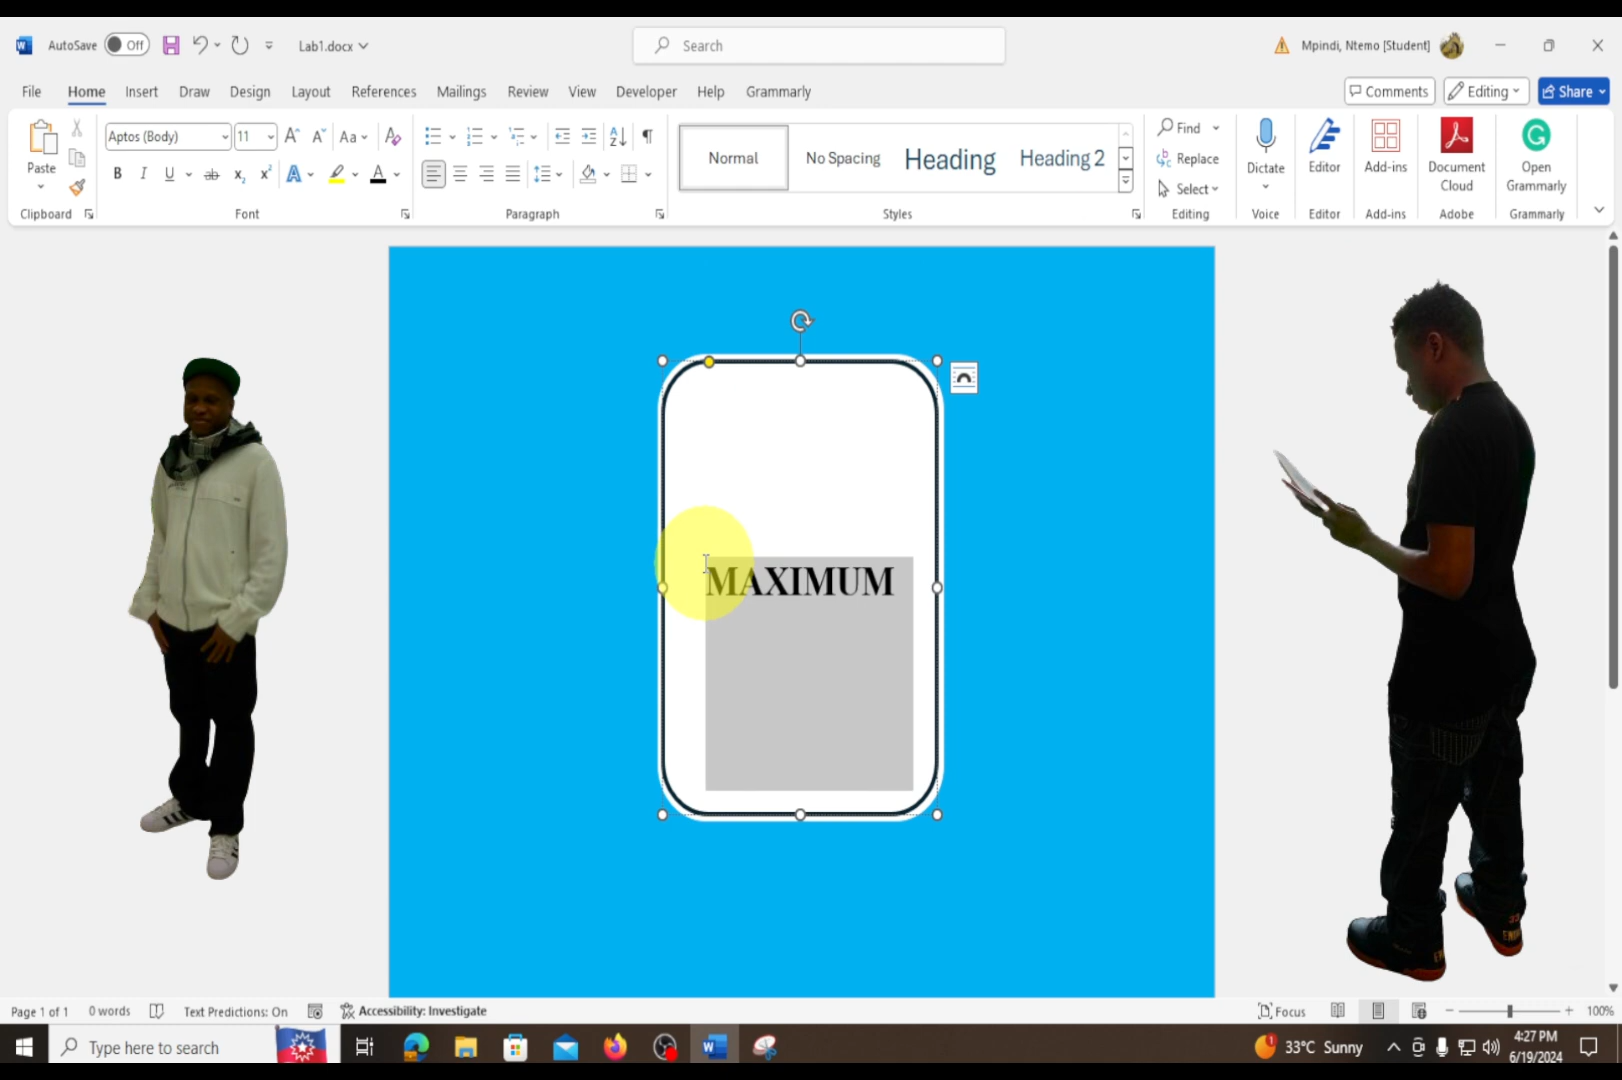 AutoSave Off Lab1.docx Search Mpindi, Ntemo [Student]
File Home Insert Draw Design Layout References Mailings Review View Developer Help Grammarly Comments Editing Share
Paste Aptos (Body) 11 Aa Normal No Spacing Heading Heading 2 Find Replace Select Dictate Editor Add-ins Document Cloud Open Grammarly
B I U ab x₂ x² A A
Clipboard Font Paragraph Styles Editing Voice Editor Add-ins Adobe Grammarly
MAXIMUM
Page 1 of 1 0 words Text Predictions: On Accessibility: Investigate Focus 100%
Type here to search 33°C Sunny 4:27 PM
6/19/2024